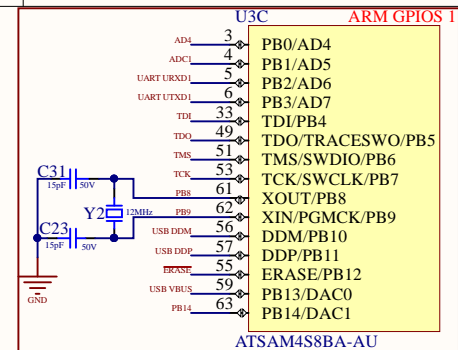 U3C ARM GPIOS 1
AD4 3 PB0/AD4
ADC1 4 PB1/AD5
UART URXD1 5 PB2/AD6
UART UTXD1 6 PB3/AD7
TDI 33 TDI/PB4
TDO 49 TDO/TRACESWO/PB5
TMS 51 TMS/SWDIO/PB6
TCK 53 TCK/SWCLK/PB7
C31
15pF 50V
PB8 61 XOUT/PB8
Y2 12MHz
PB9 62 XIN/PGMCK/PB9
C23
15pF 50V
USB DDM 56 DDM/PB10
USB DDP 57 DDP/PB11
ERASE 55 ERASE/PB12
USB VBUS 59 PB13/DAC0
PB14 63 PB14/DAC1
GND
ATSAM4S8BA-AU